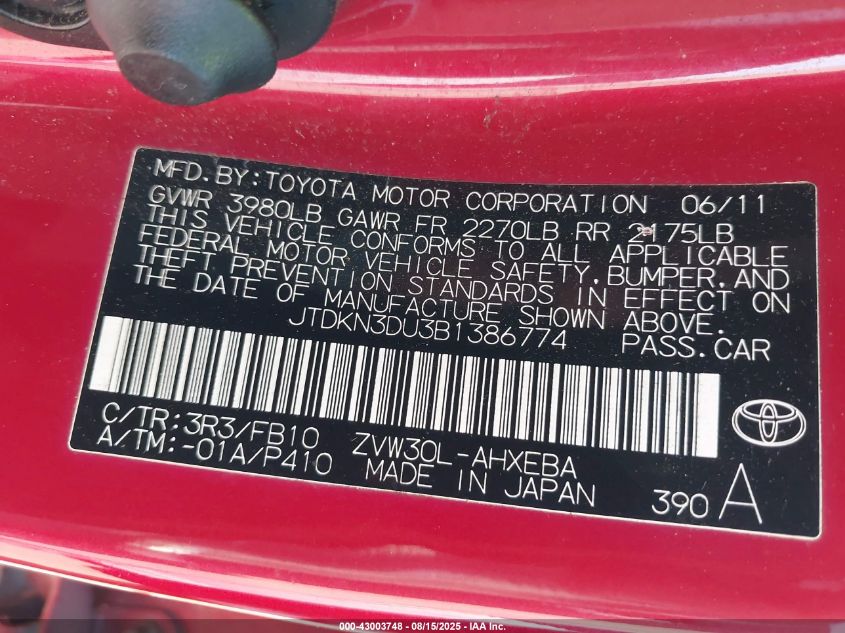 MFD. BY: TOYOTA MOTOR CORPORATION 06/11
GVWR 3980LB GAWR FR 2270LB RR 2175LB
THIS VEHICLE CONFORMS TO ALL APPLICABLE
FEDERAL MOTOR VEHICLE SAFETY, BUMPER, AND
THEFT PREVENTION STANDARDS IN EFFECT ON
THE DATE OF MANUFACTURE SHOWN ABOVE.
JTDKN3DU3B1386774 PASS. CAR
C/TR: 3R3/FB10 ZVW30L-AHXEBA
A/TM: -01A/P410 MADE IN JAPAN
390 A
000-43003748 - 08/15/2025 - IAA Inc.